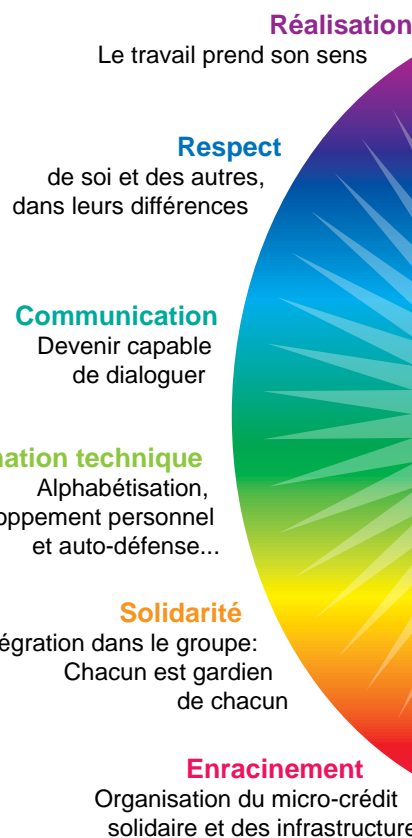 Réalisation
Le travail prend son sens
Respect
de soi et des autres,
dans leurs différences
Communication
Devenir capable
de dialoguer
technique
Alphabétisation,
personnel
et auto-défense...
Solidarité
dans le groupe:
Chacun est gardien
de chacun
Enracinement
Organisation du micro-crédit
solidaire et des